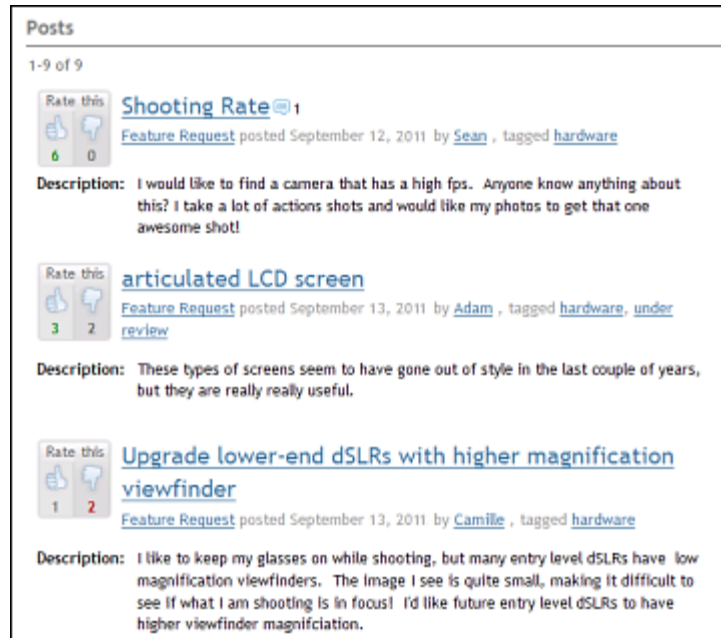 Posts
1-9 of 9
Rate this
Shooting Rate 1
Feature Request posted September 12, 2011 by Sean , tagged hardware
6 0
Description: I would like to find a camera that has a high fps. Anyone know anything about
this? I take a lot of actions shots and would like my photos to get that one
awesome shot!
Rate this
articulated LCD screen
Feature Request posted September 13, 2011 by Adam , tagged hardware, under
review
3 2
Description: These types of screens seem to have gone out of style in the last couple of years,
but they are really really useful.
Rate this
Upgrade lower-end dSLRs with higher magnification
viewfinder
1 2
Feature Request posted September 13, 2011 by Camille , tagged hardware
Description: I like to keep my glasses on while shooting, but many entry level dSLRs have low
magnification viewfinders. The image I see is quite small, making it difficult to
see if what I am shooting is in focus! I'd like future entry level dSLRs to have
higher viewfinder magnifciation.